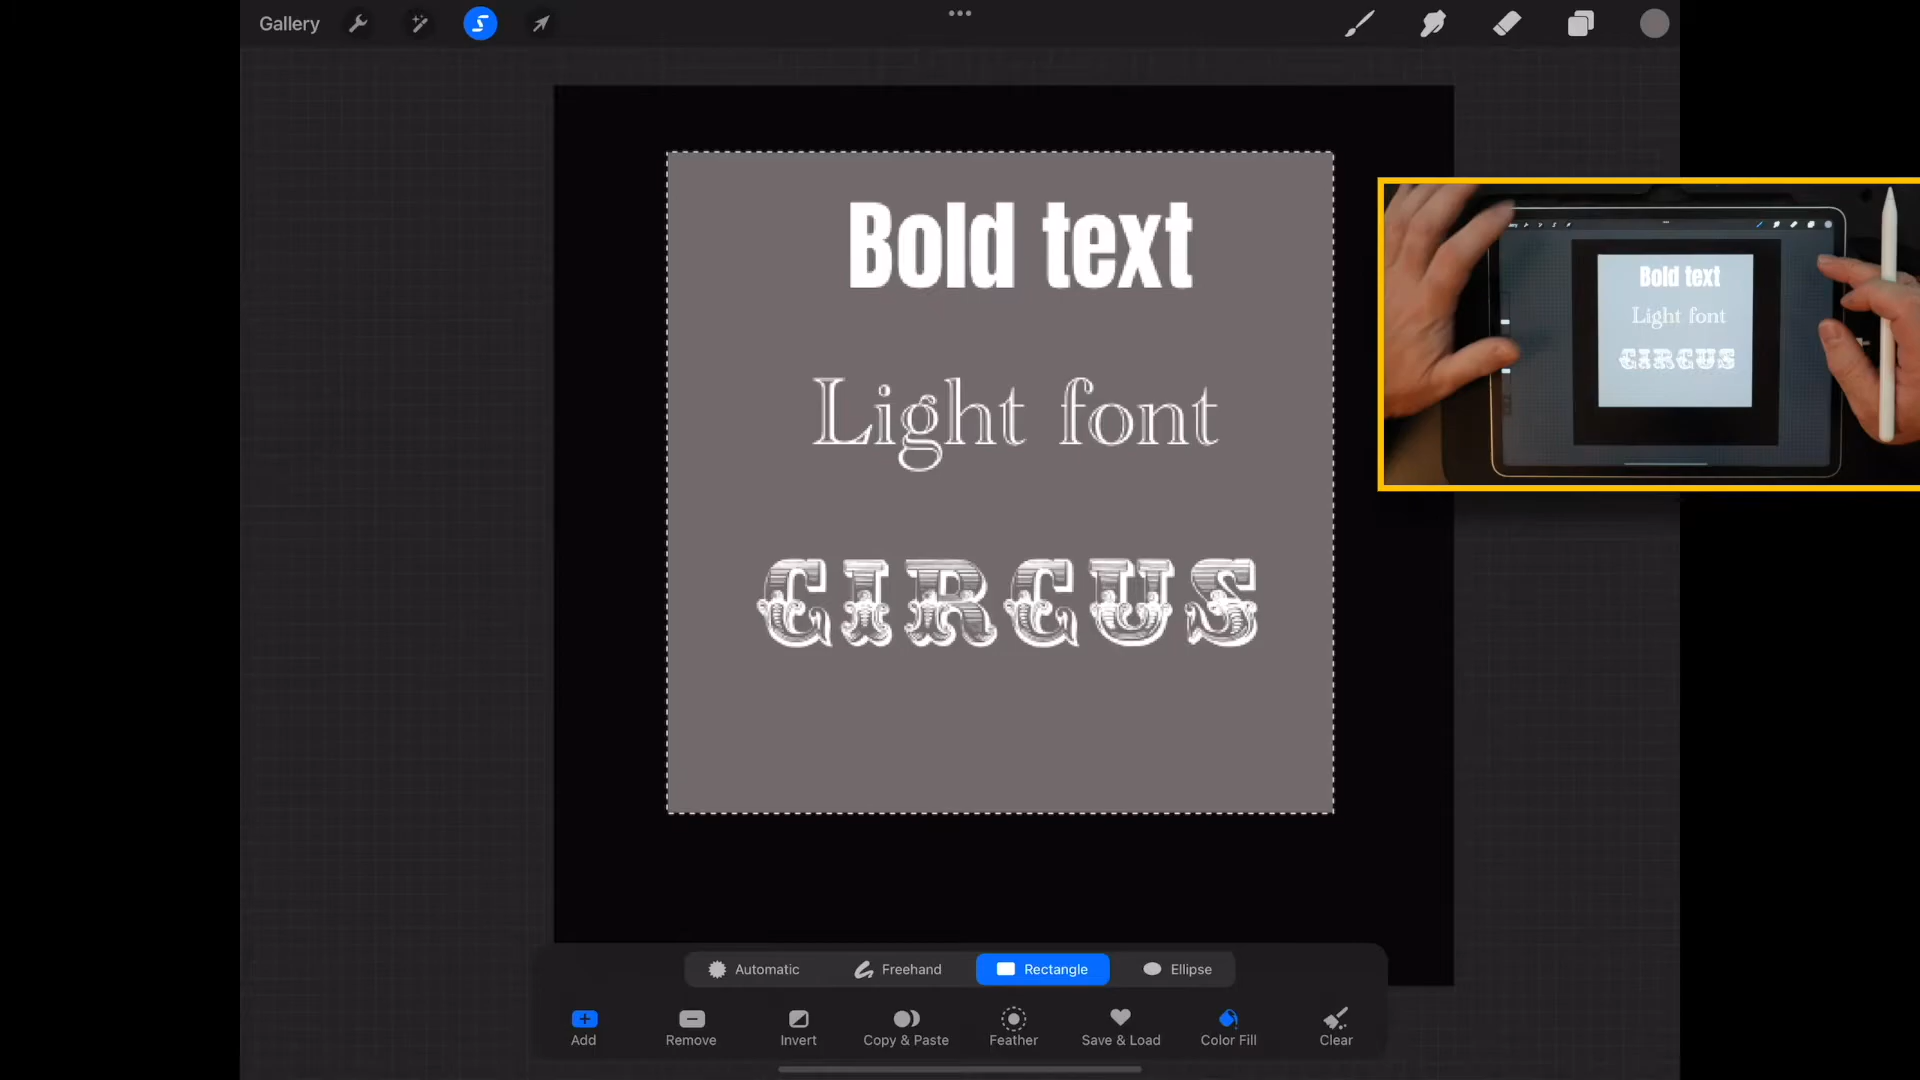 Gallery
Bold text
Light font
CIRCUS
Bold text
Light font
CIRCUS
Automatic Freehand Rectangle Ellipse
Add Remove Invert Copy & Paste Feather Save & Load Color Fill Clear